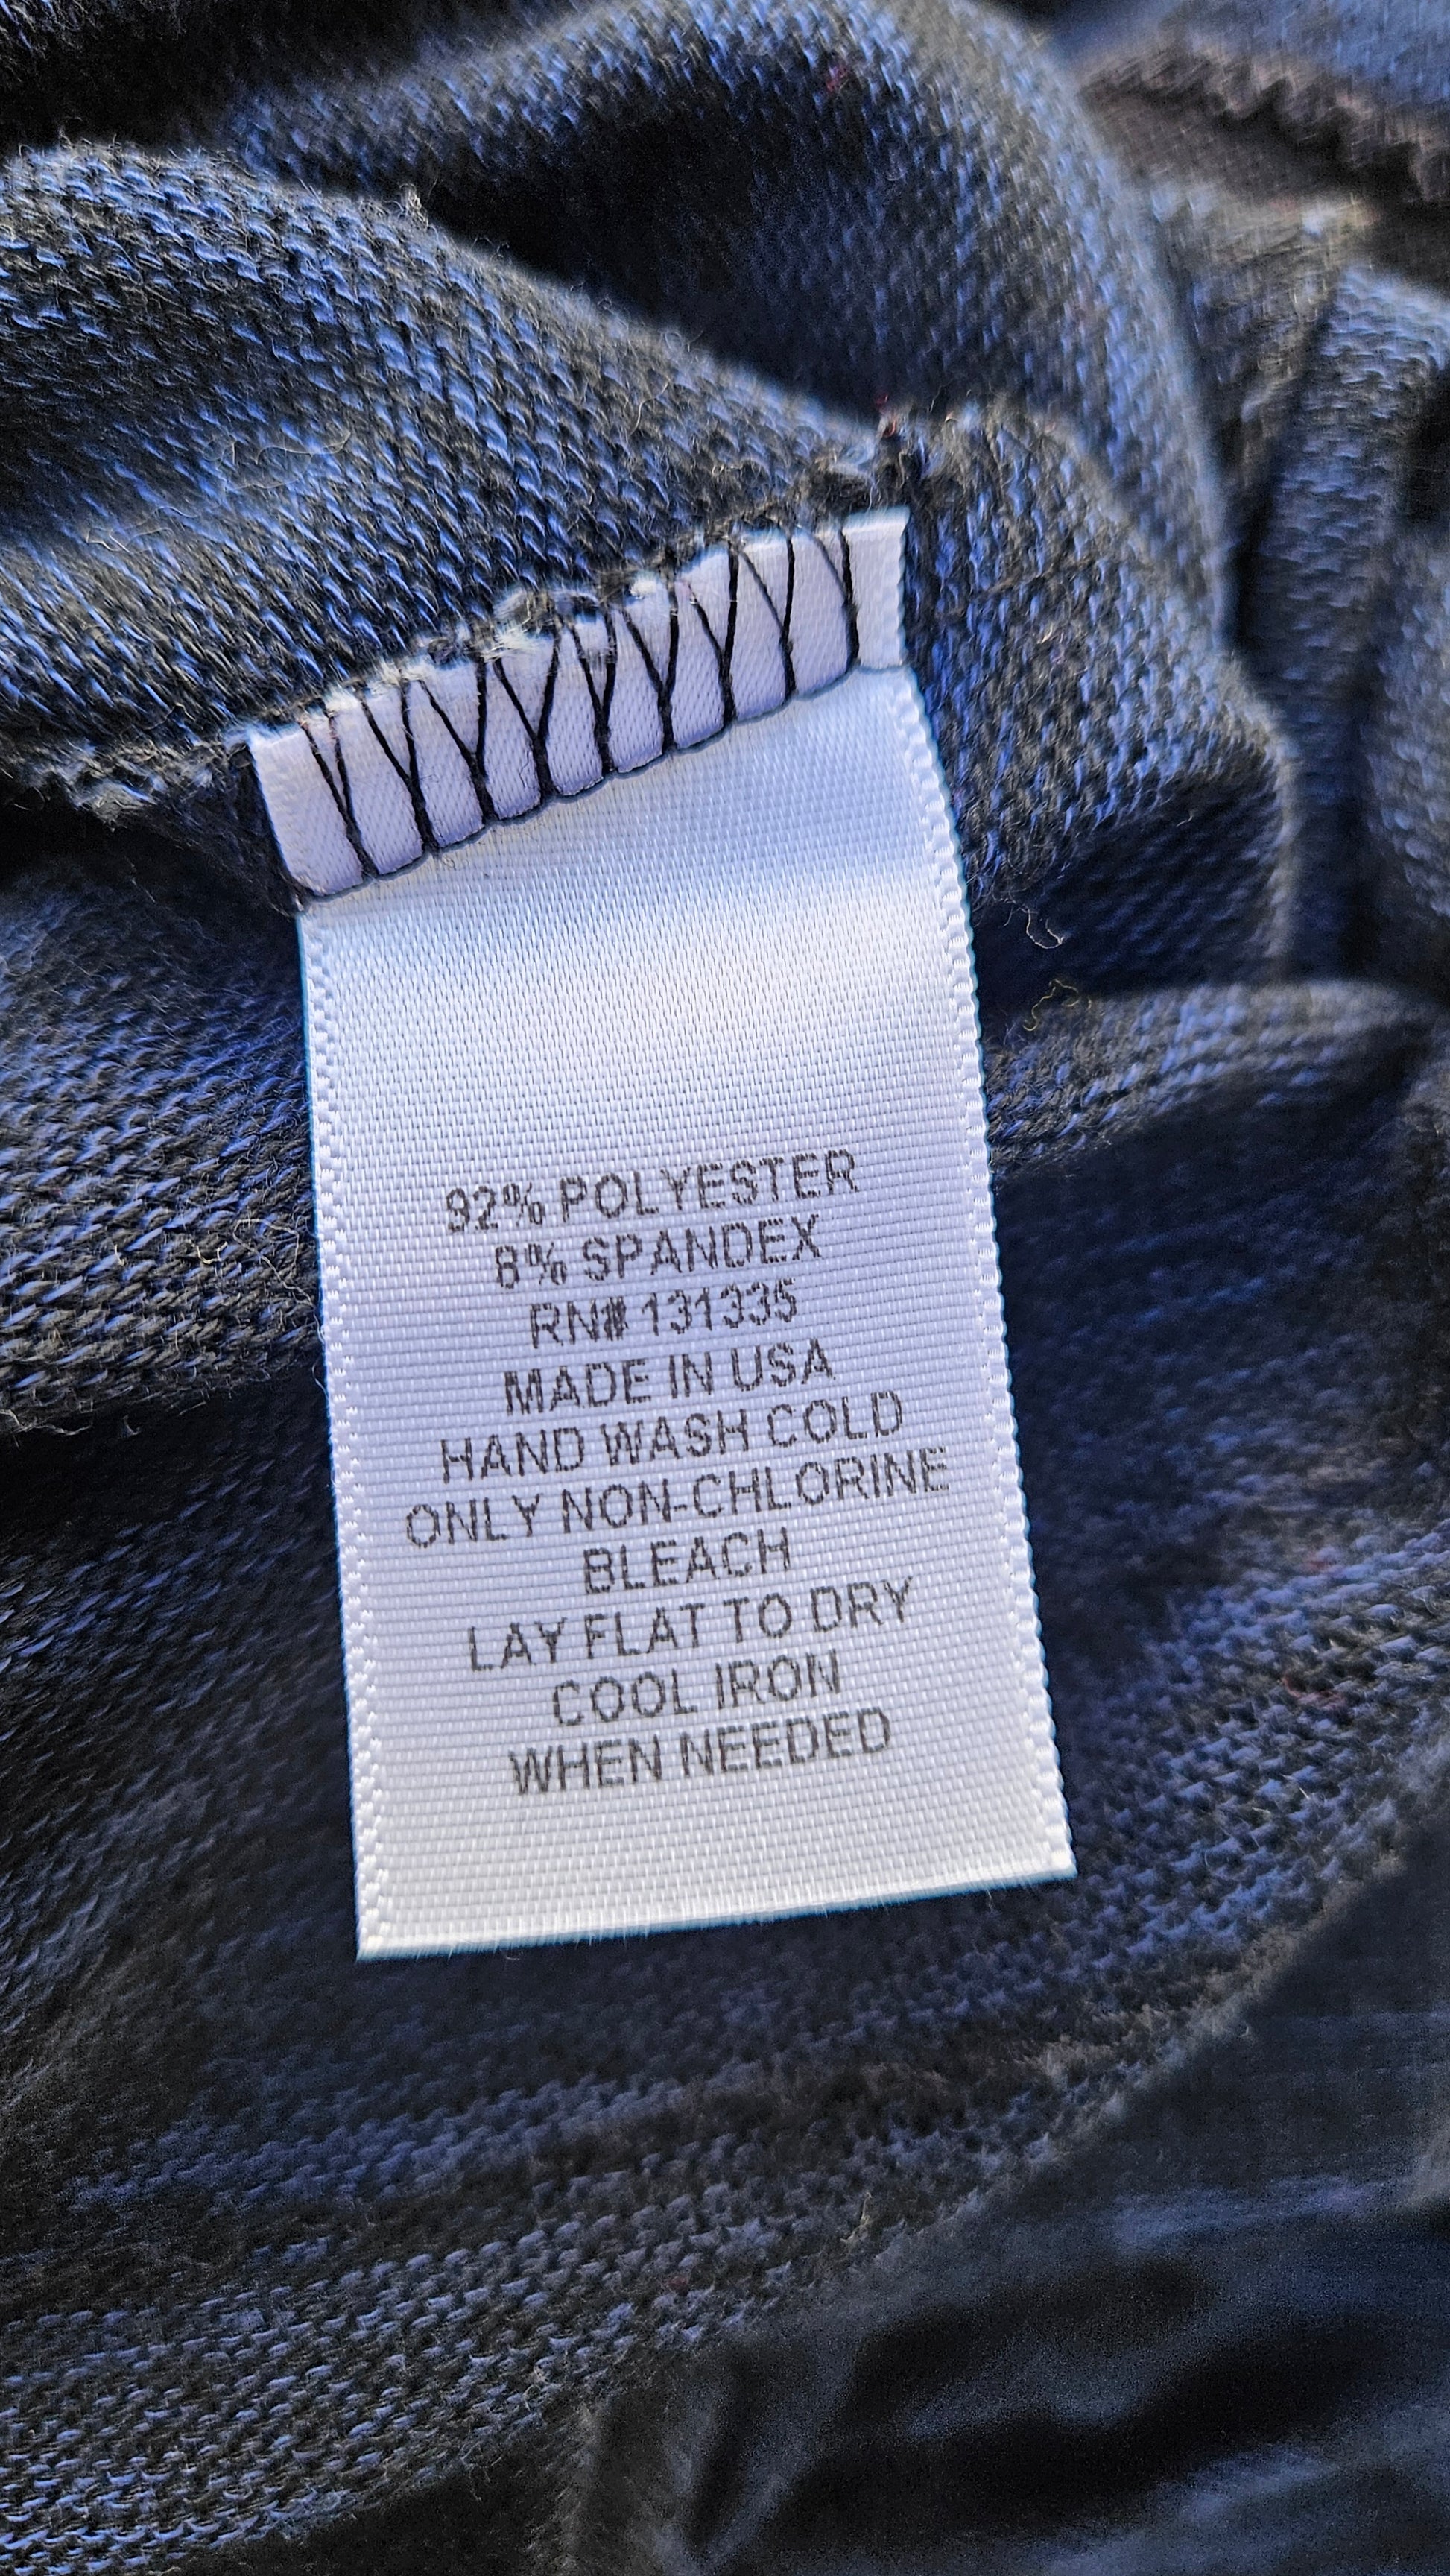 92% POLYESTER
8% SPANDEX
RN# 131335
MADE IN USA
HAND WASH COLD
ONLY NON-CHLORINE
BLEACH
LAY FLAT TO DRY
COOL IRON
WHEN NEEDED